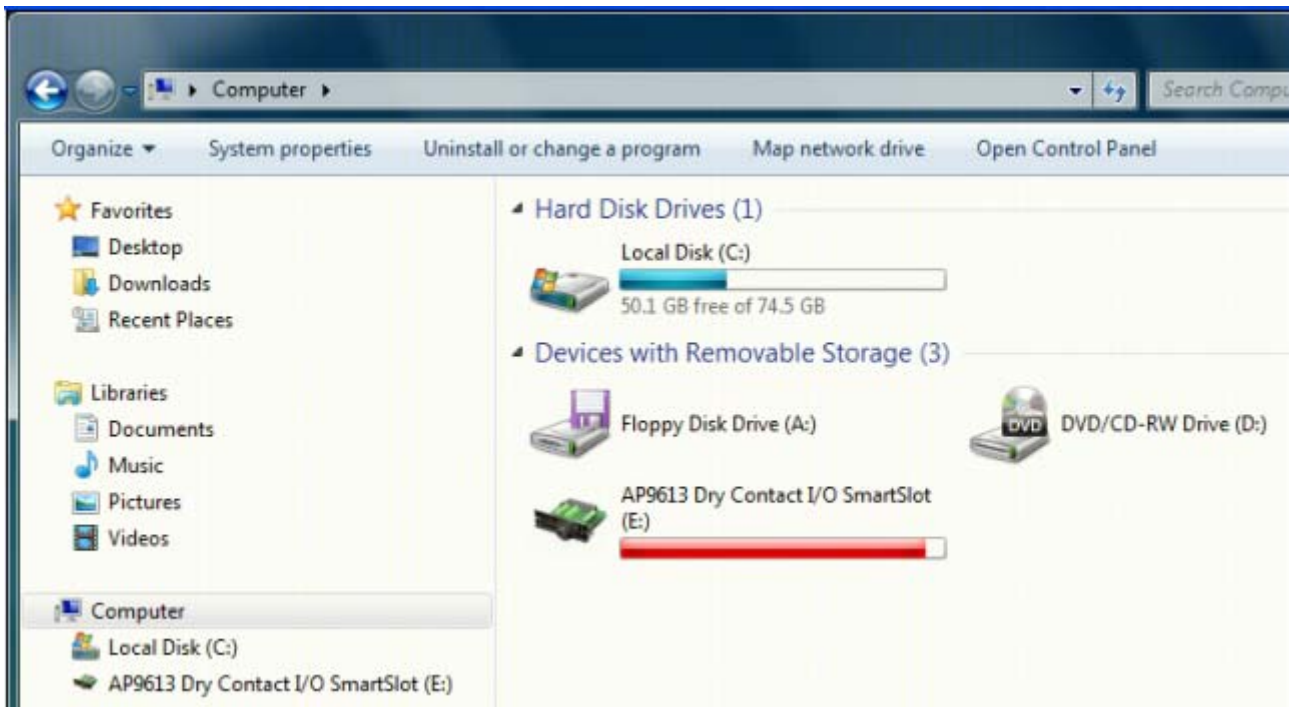 Computer
Search Compu
Organize System properties Uninstall or change a program Map network drive Open Control Panel
Favorites
Desktop
Downloads
Recent Places
Libraries
Documents
Music
Pictures
Videos
Computer
Local Disk (C:)
AP9613 Dry Contact I/O SmartSlot (E:)
Hard Disk Drives (1)
Local Disk (C:)
50.1 GB free of 74.5 GB
Devices with Removable Storage (3)
Floppy Disk Drive (A:)
DVD
DVD/CD-RW Drive (D:)
AP9613 Dry Contact I/O SmartSlot
(E:)